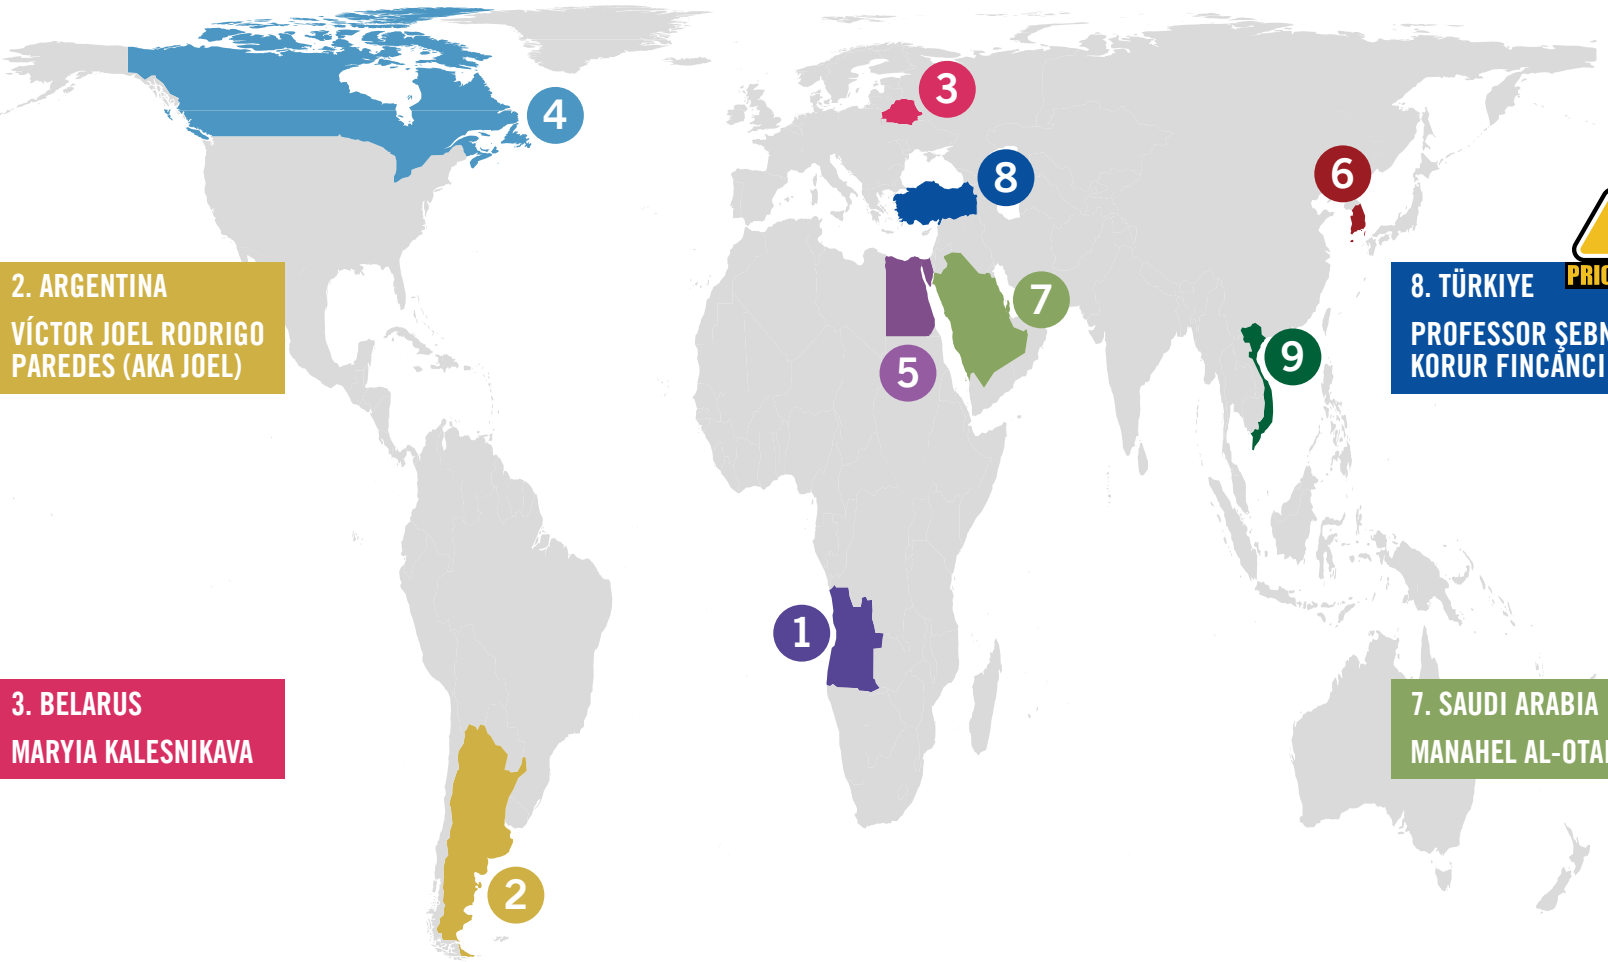 4
3
8
6
2. ARGENTINA
VÍCTOR JOEL RODRIGO
PAREDES (AKA JOEL)
7
5
9
8. TÜRKIYE
PROFESSOR
KORUR FINCANCI
1
3. BELARUS
MARYIA KALESNIKAVA
7. SAUDI ARABIA
MANAHEL
2